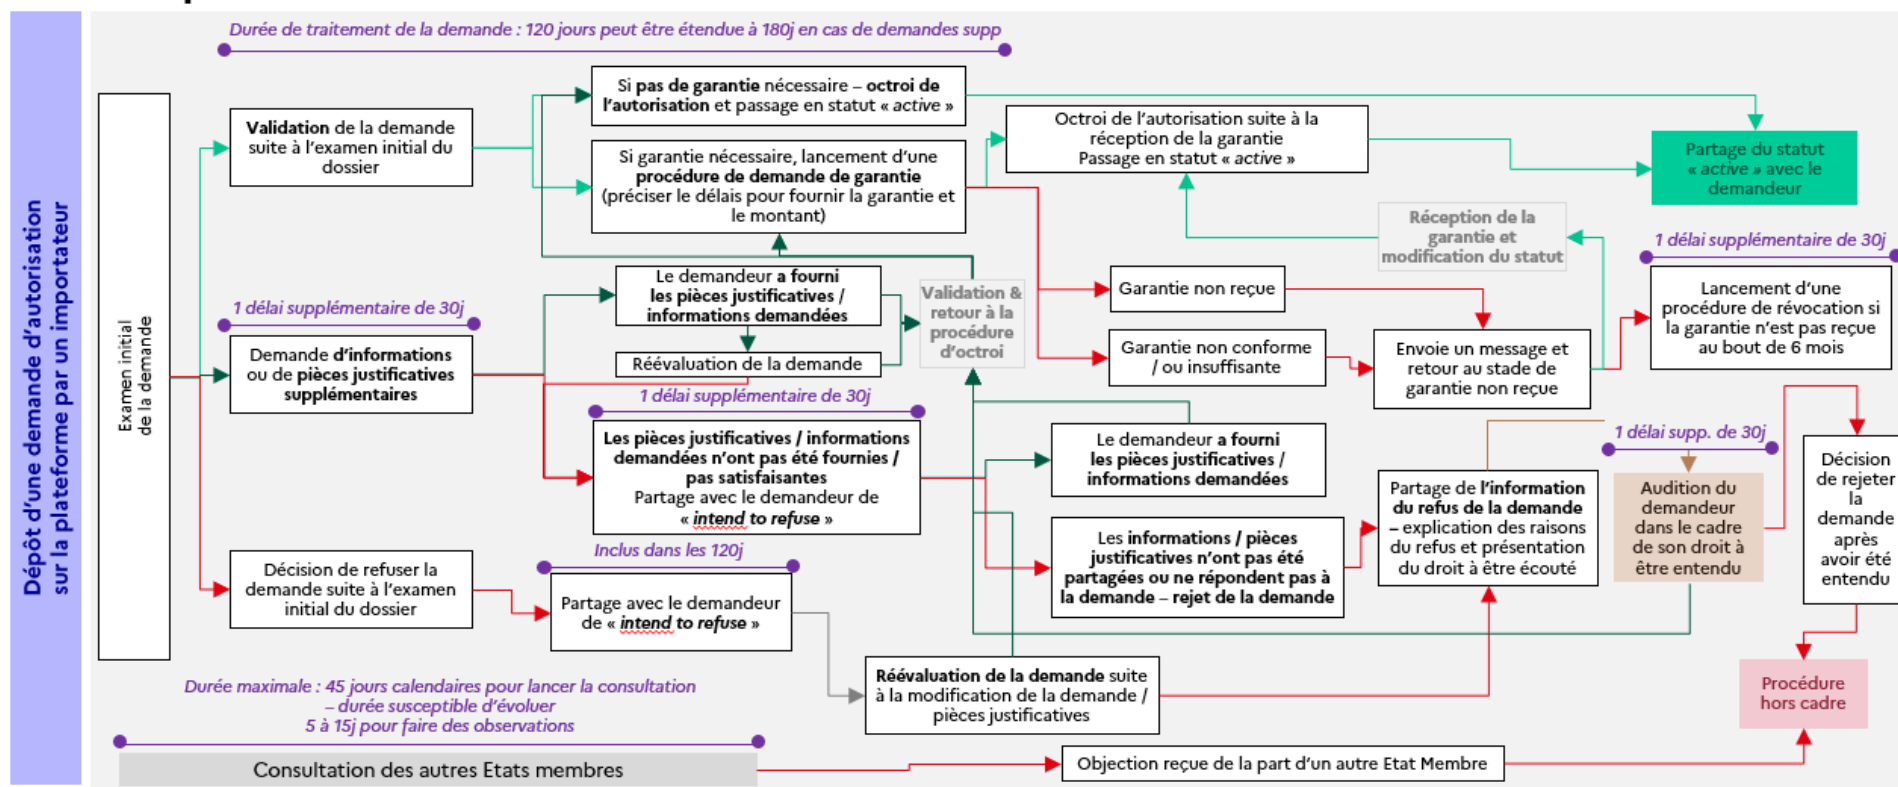 Dépôt d'une demande d'autorisation
sur la plateforme par un importateur
Durée de traitement de la demande : 120 jours peut être étendue à 180j en cas de demandes supp
Examen initial
de la demande
Validation de la demande
suite à l'examen initial du
dossier
Si pas de garantie nécessaire – octroi de
l'autorisation et passage en statut « active »
Si garantie nécessaire, lancement d'une
procédure de demande de garantie
(préciser le délais pour fournir la garantie et
le montant)
Octroi de l'autorisation suite à la
réception de la garantie
Passage en statut « active »
Partage du statut
« active » avec le
demandeur
Réception de la
garantie et
modification du statut
1 délai supplémentaire de 30j
Lancement d'une
procédure de révocation si
la garantie n'est pas reçue
au bout de 6 mois
Garantie non reçue
Garantie non conforme
/ ou insuffisante
Envoie un message et
retour au stade de
garantie non reçue
1 délai supplémentaire de 30j
Demande d'informations
ou de pièces justificatives
supplémentaires
Le demandeur a fourni
les pièces justificatives /
informations demandées
Réévaluation de la demande
Validation &
retour à la
procédure
d'octroi
1 délai supplémentaire de 30j
Les pièces justificatives / informations
demandées n'ont pas été fournies /
pas satisfaisantes
Partage avec le demandeur de
« intend to refuse »
Le demandeur a fourni
les pièces justificatives /
informations demandées
Les informations / pièces
justificatives n'ont pas été
partagées ou ne répondent pas à
la demande – rejet de la demande
Partage de l'information
du refus de la demande
– explication des raisons
du refus et présentation
du droit à être écouté
1 délai supp. de 30j
Audition du
demandeur
dans le cadre
de son droit à
être entendu
Décision
de rejeter
la
demande
après
avoir été
entendu
Décision de refuser la
demande suite à l'examen
initial du dossier
Inclus dans les 120j
Partage avec le demandeur
de « intend to refuse »
Réévaluation de la demande suite
à la modification de la demande /
pièces justificatives
Procédure
hors cadre
Durée maximale : 45 jours calendaires pour lancer la consultation
– durée susceptible d'évoluer
5 à 15j pour faire des observations
Consultation des autres Etats membres
Objection reçue de la part d'un autre Etat Membre